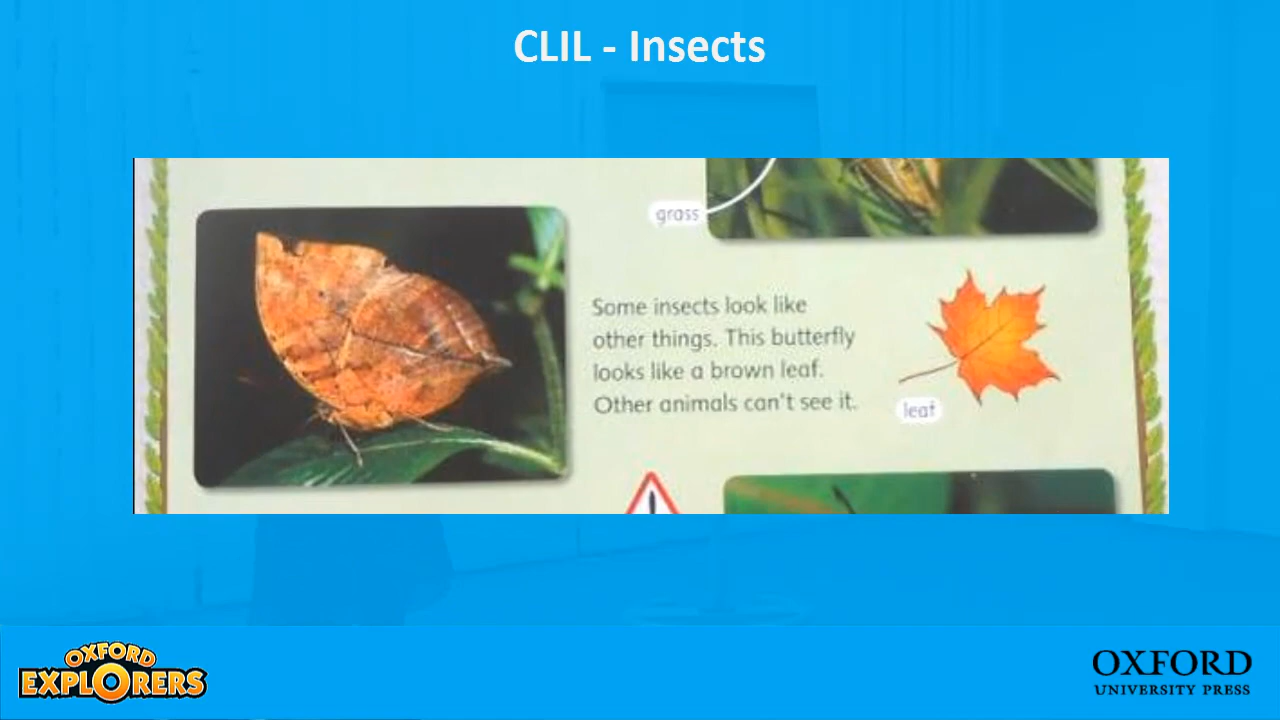 CLIL - Insects
grass
Some insects look like
other things. This butterfly
looks like a brown leaf.
Other animals can't see it.
leaf
OXFORD
EXPLORERS
OXFORD
UNIVERSITY PRESS